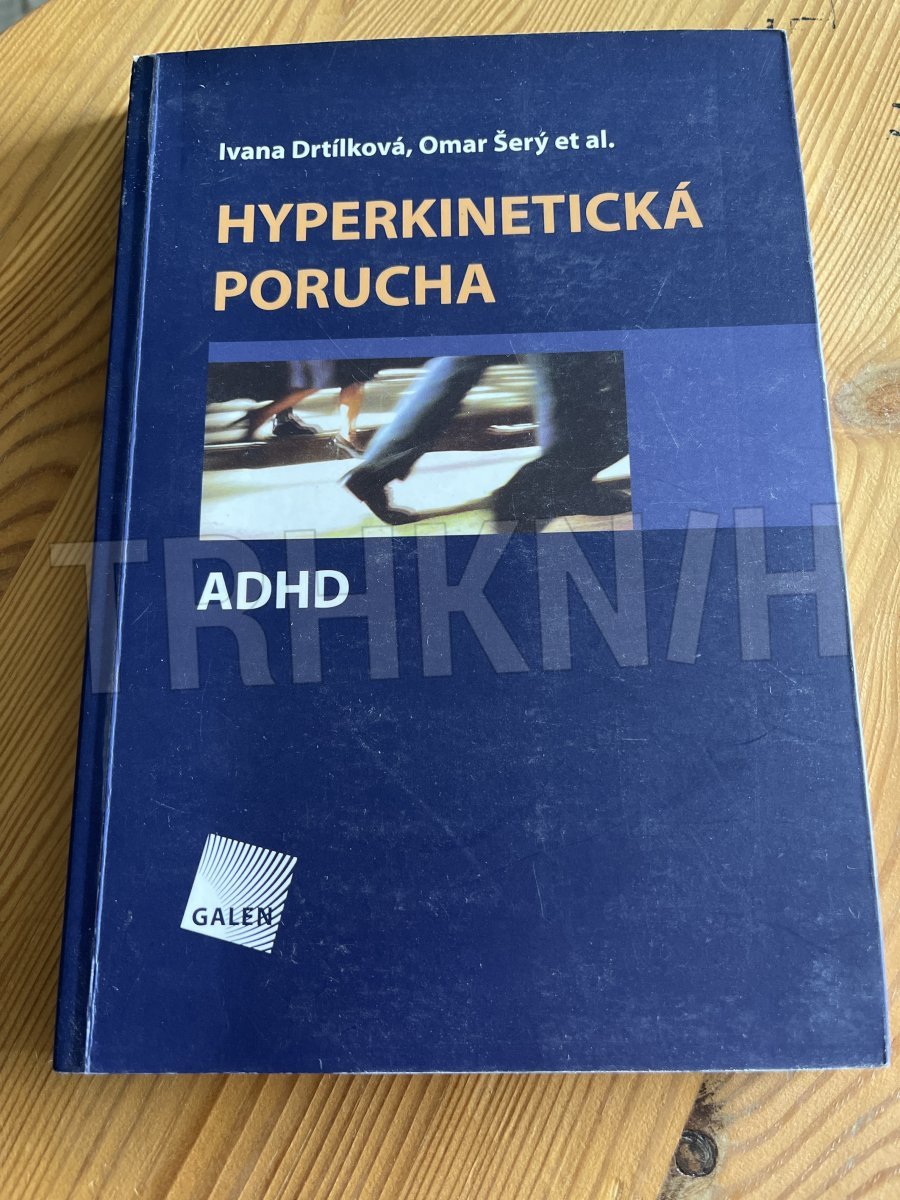 Ivana Drtílková, Omar Šerý et al.
HYPERKINETICKÁ
PORUCHA
TRHKNIH
ADHD
GALEN